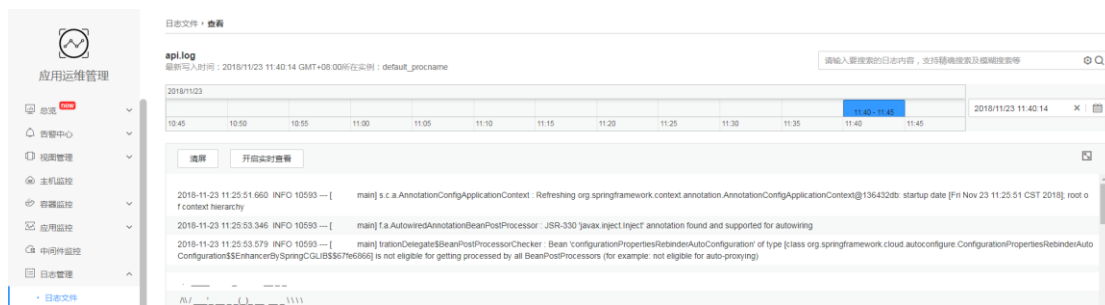 日志文件 › 查看
应用运维管理
总览 new
告警中心
视图管理
主机监控
容器监控
应用监控
中间件监控
日志管理
日志文件
api.log
最新写入时间：2018/11/23 11:40:14 GMT+08:00所在实例：default_procname
请输入要搜索的日志内容，支持精确搜索及模糊搜索等
2018/11/23
11:40 - 11:45
10:45 10:50 10:55 11:00 11:05 11:10 11:15 11:20 11:25 11:30 11:35 11:40 11:45
2018/11/23 11:40:14
清屏 开启实时查看
2018-11-23 11:25:51.660 INFO 10593 --- [ main] s.c.a.AnnotationConfigApplicationContext : Refreshing org.springframework.context.annotation.AnnotationConfigApplicationContext@136432db: startup date [Fri Nov 23 11:25:51 CST 2018]; root o
f context hierarchy
2018-11-23 11:25:53.346 INFO 10593 --- [ main] f.a.AutowiredAnnotationBeanPostProcessor : JSR-330 'javax.inject.Inject' annotation found and supported for autowiring
2018-11-23 11:25:53.579 INFO 10593 --- [ main] trationDelegate$BeanPostProcessorChecker : Bean 'configurationPropertiesRebinderAutoConfiguration' of type [class org.springframework.cloud.autoconfigure.ConfigurationPropertiesRebinderAuto
Configuration$$EnhancerBySpringCGLIB$$67fe6866] is not eligible for getting processed by all BeanPostProcessors (for example: not eligible for auto-proxying)